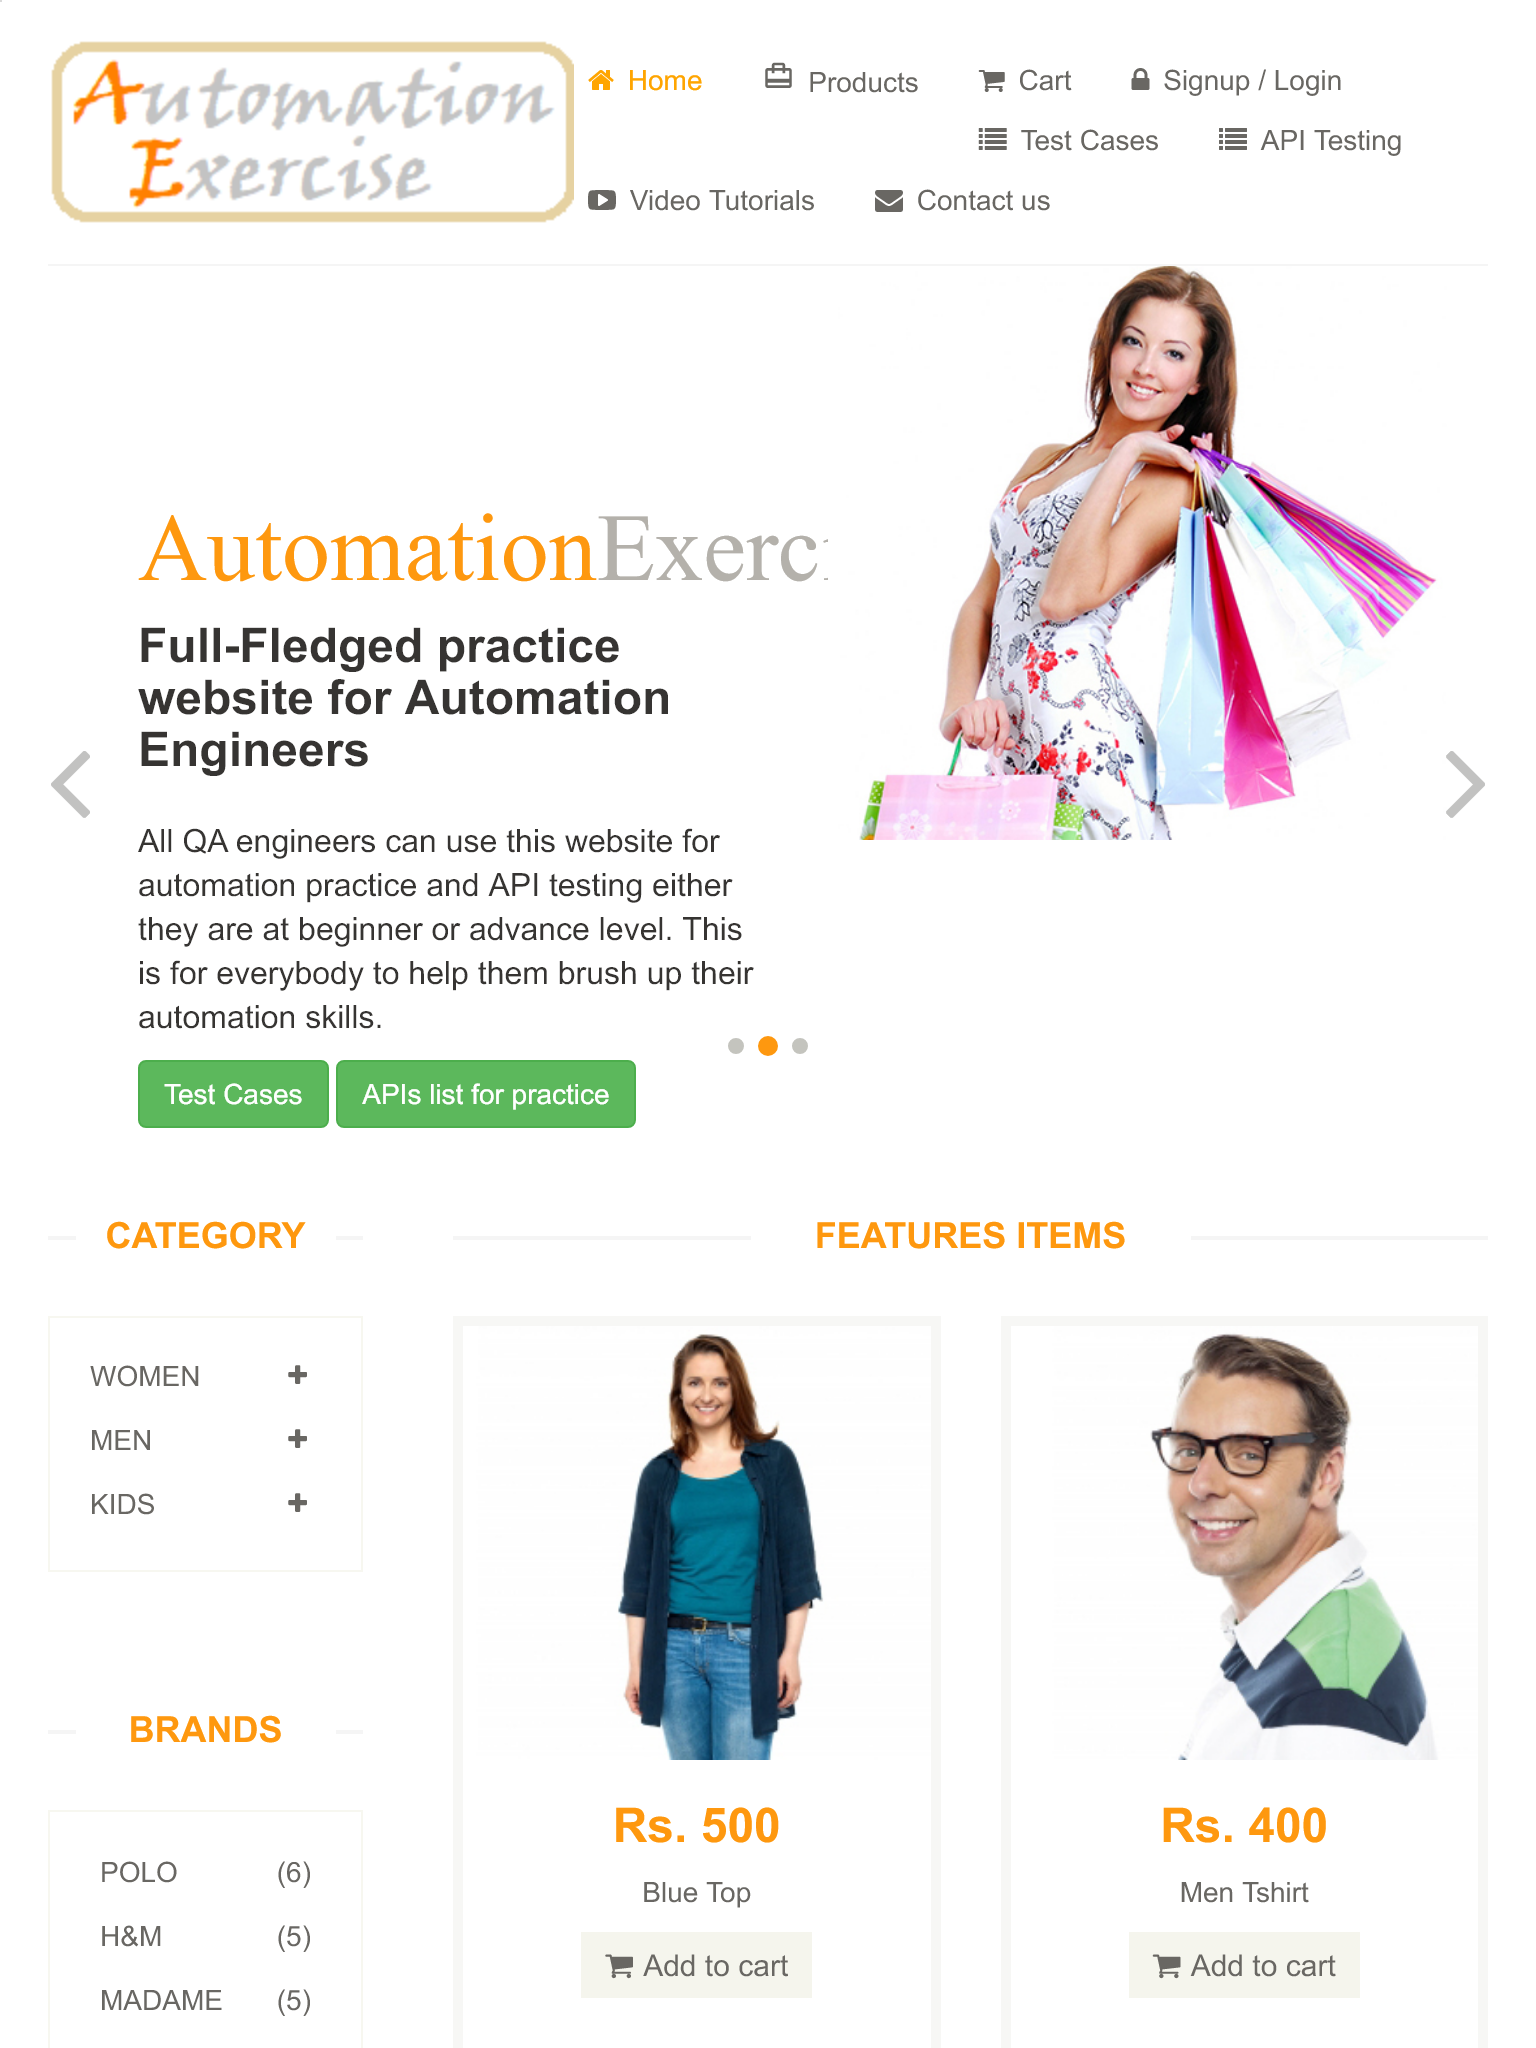 Automation
Exercise
Home
Products
Cart
Signup / Login
Test Cases
API Testing
Video Tutorials
Contact us
AutomationExerci
Full-Fledged practice
website for Automation
Engineers
All QA engineers can use this website for
automation practice and API testing either
they are at beginner or advance level. This
is for everybody to help them brush up their
automation skills.
Test Cases
APIs list for practice
CATEGORY
WOMEN
MEN
KIDS
BRANDS
POLO (6)
H&M (5)
MADAME (5)
FEATURES ITEMS
Rs. 500
Blue Top
Add to cart
Rs. 400
Men Tshirt
Add to cart